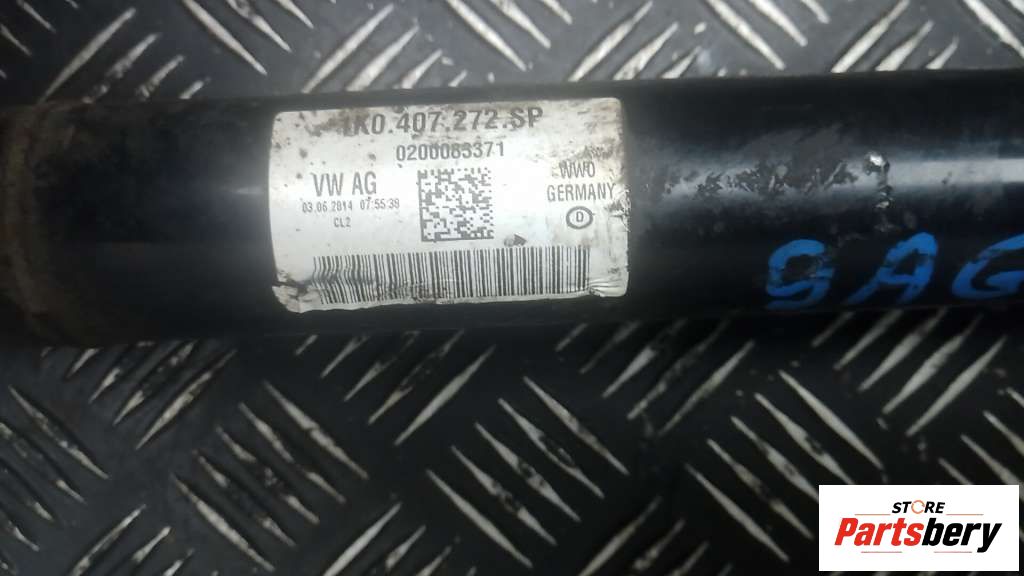 1K0.407.272.SP
0200083371
VW AG
03.06.2014 07:55:39
CL2
WWO
GERMANY
D
9AG
STORE
Partsbery